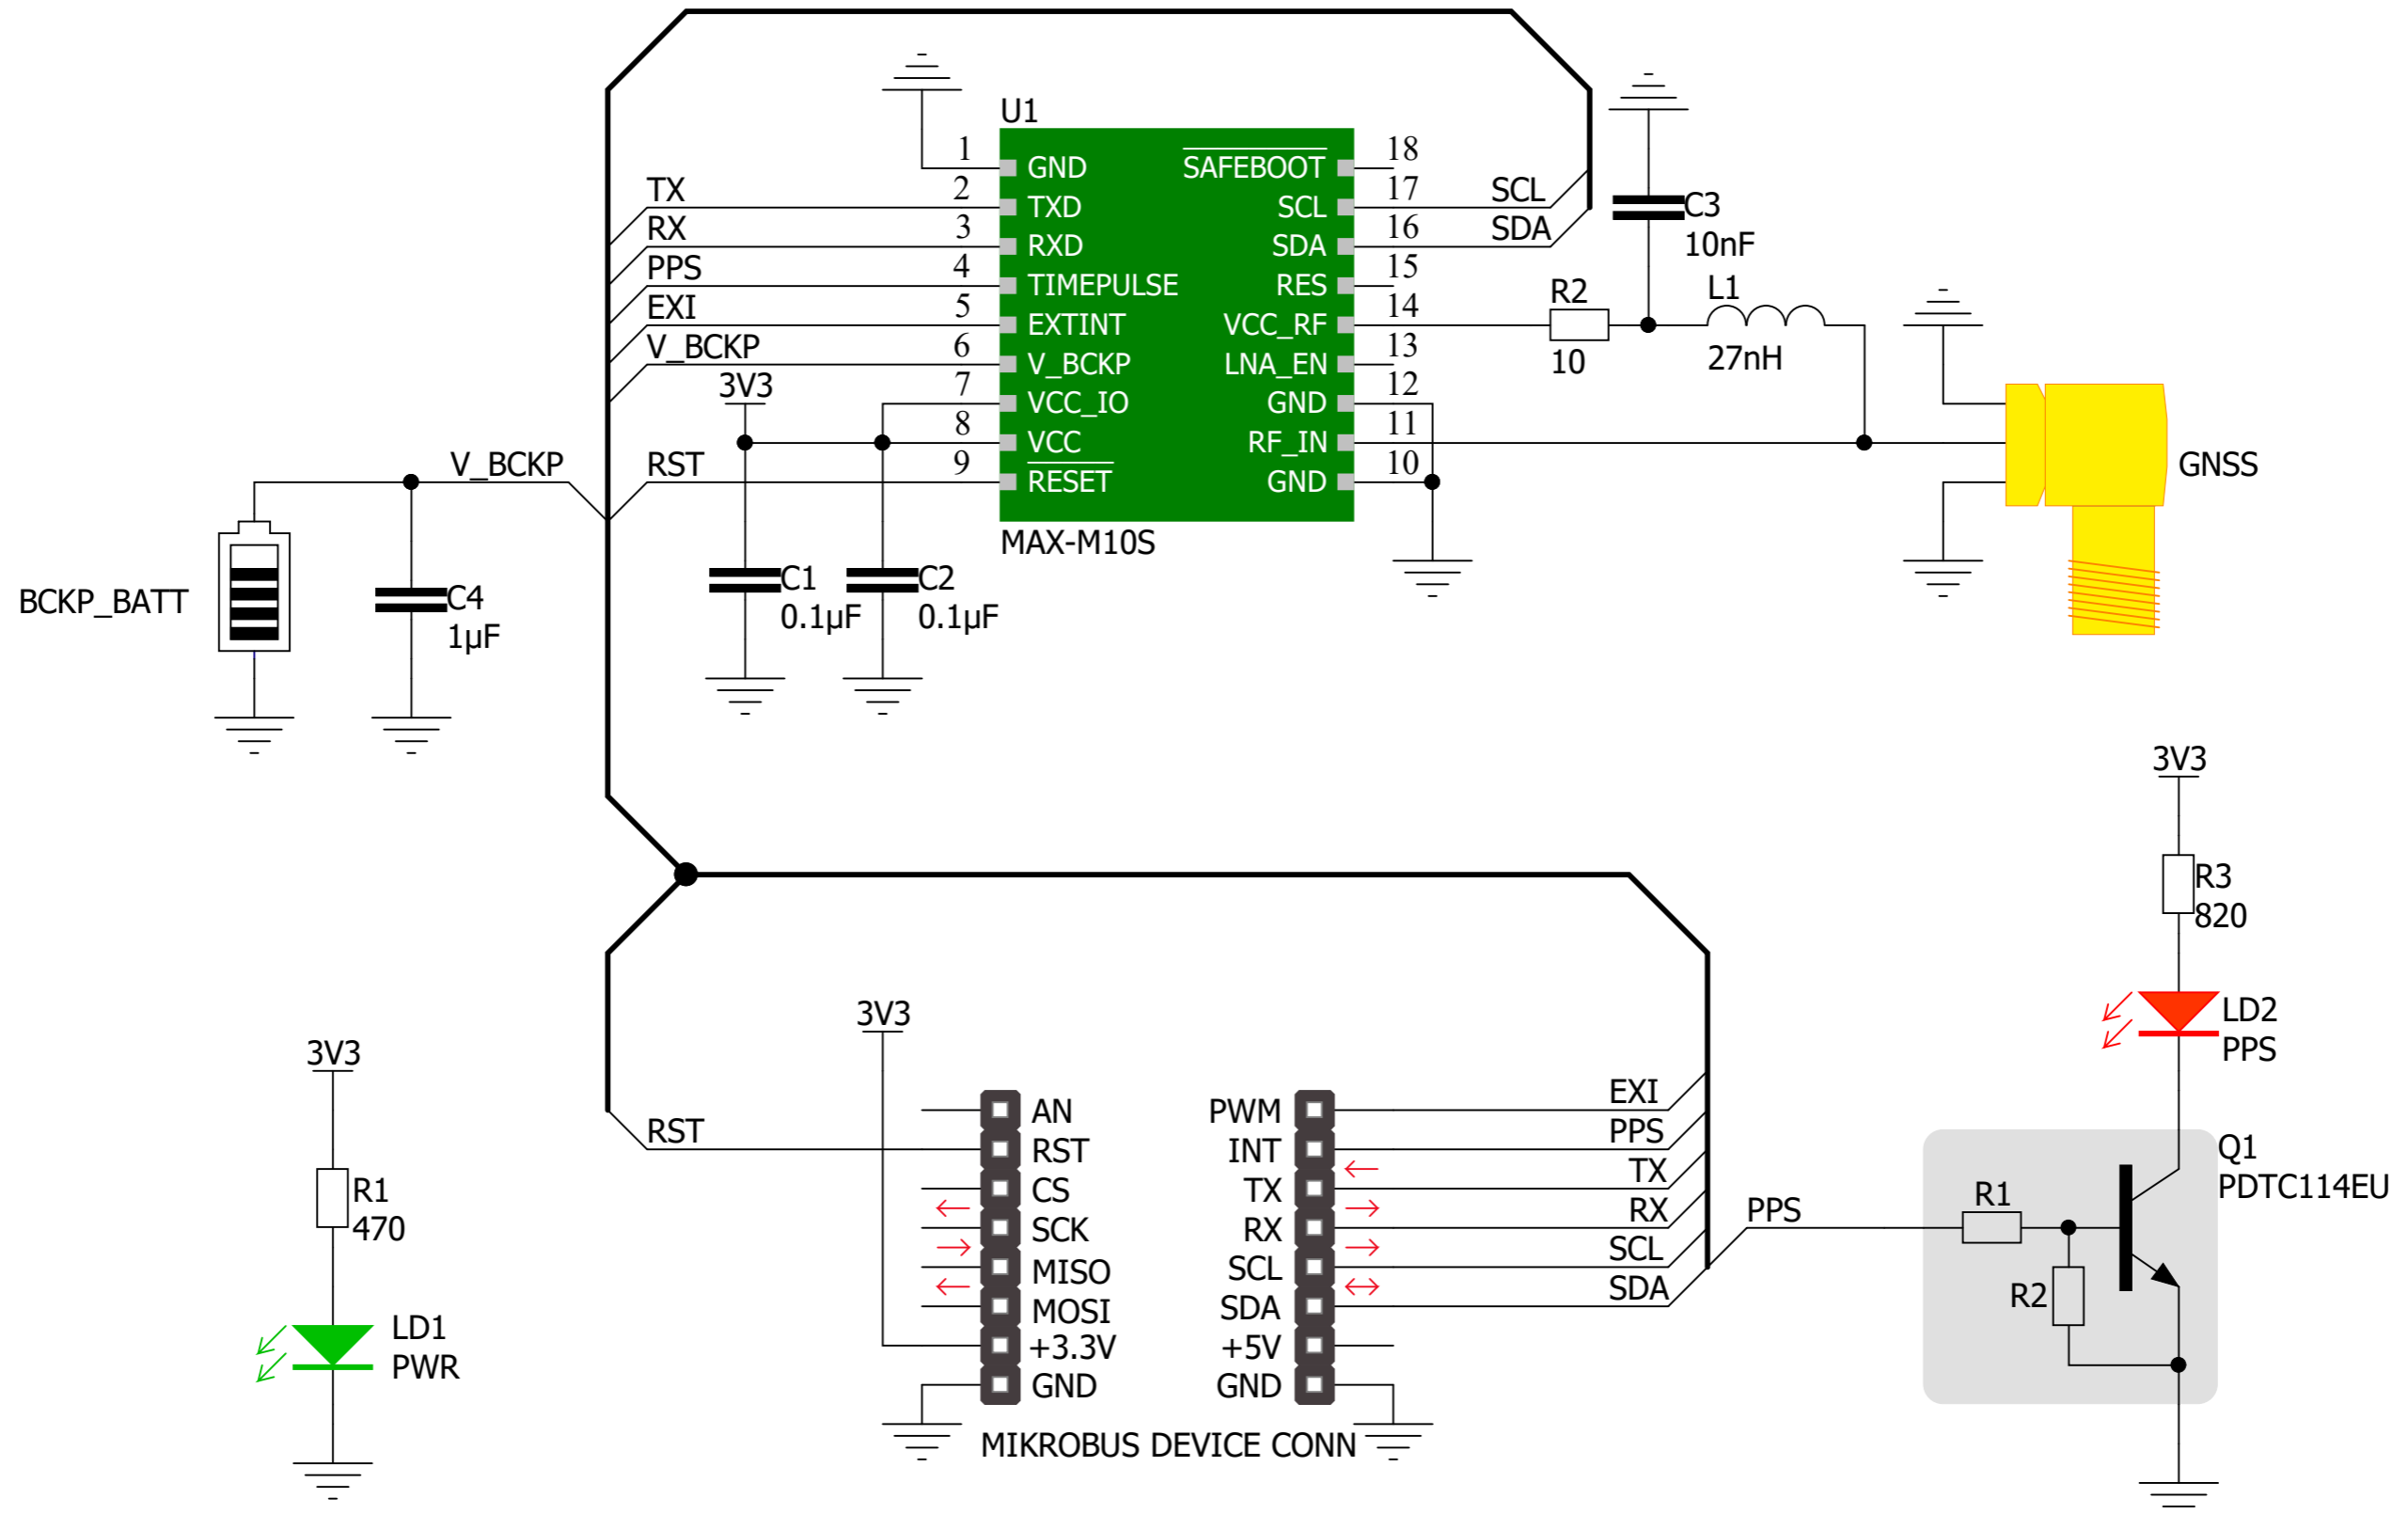 U1
1
GND
2
TXD
3
RXD
4
TIMEPULSE
5
EXTINT
6
V_BCKP
7
VCC_IO
8
VCC
9
RESET
18
SAFEBOOT
17
SCL
16
SDA
15
RES
14
VCC_RF
13
LNA_EN
12
GND
11
RF_IN
10
GND
MAX-M10S
TX
RX
PPS
EXI
V_BCKP
3V3
RST
SCL
SDA
C3
10nF
R2
10
L1
27nH
GNSS
V_BCKP
BCKP_BATT
C4
1µF
C1
0.1µF
C2
0.1µF
3V3
R1
470
LD1
PWR
3V3
RST
AN
RST
CS
SCK
MISO
MOSI
+3.3V
GND
PWM
INT
TX
RX
SCL
SDA
+5V
GND
MIKROBUS DEVICE CONN
EXI
PPS
TX
RX
SCL
SDA
PPS
3V3
R3
820
LD2
PPS
Q1
PDTC114EU
R1
R2